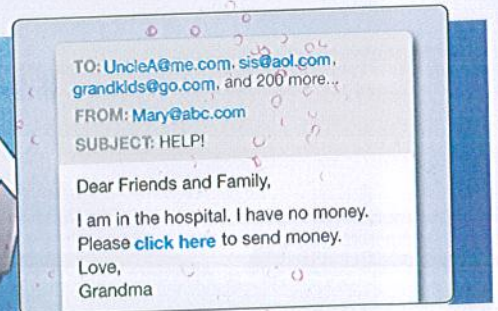 TO: UncleA@me.com, sis@aol.com,
grandkids@go.com, and 200 more...
FROM: Mary@abc.com
SUBJECT: HELP!
Dear Friends and Family,
I am in the hospital. I have no money.
Please click here to send money.
Love,
Grandma